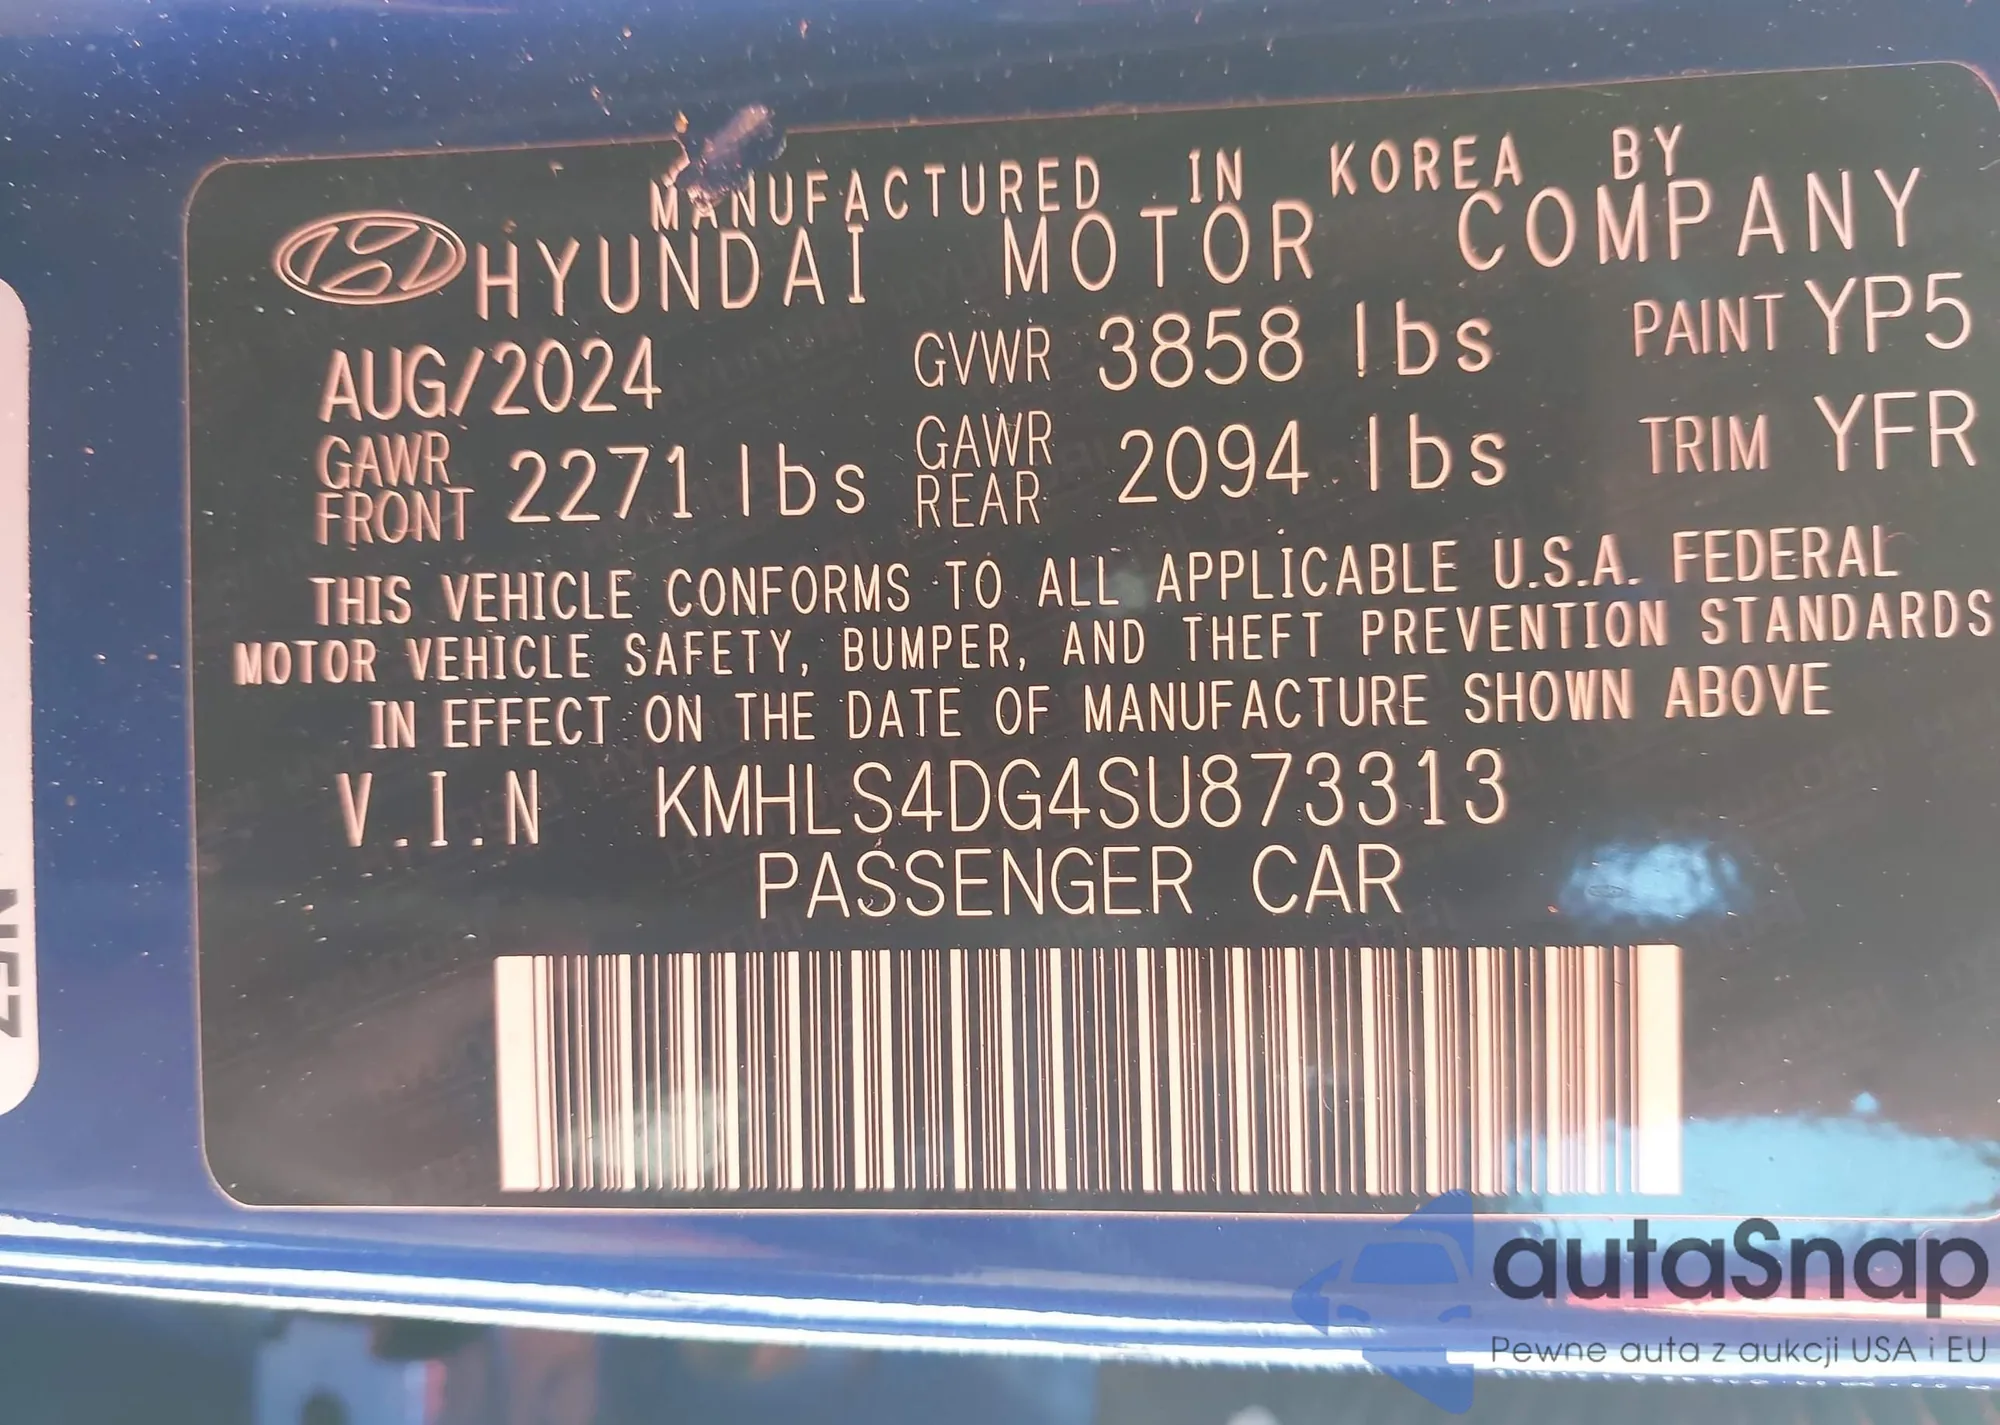 MANUFACTURED IN KOREA BY
HYUNDAI MOTOR COMPANY
AUG/2024 GVWR 3858 lbs PAINT YP5
GAWR FRONT 2271 lbs GAWR REAR 2094 lbs TRIM YFR
THIS VEHICLE CONFORMS TO ALL APPLICABLE U.S.A. FEDERAL
MOTOR VEHICLE SAFETY, BUMPER, AND THEFT PREVENTION STANDARDS
IN EFFECT ON THE DATE OF MANUFACTURE SHOWN ABOVE
V.I.N KMHLS4DG4SU873313
PASSENGER CAR
autaSnap
Pewne auta z aukcji USA i EU